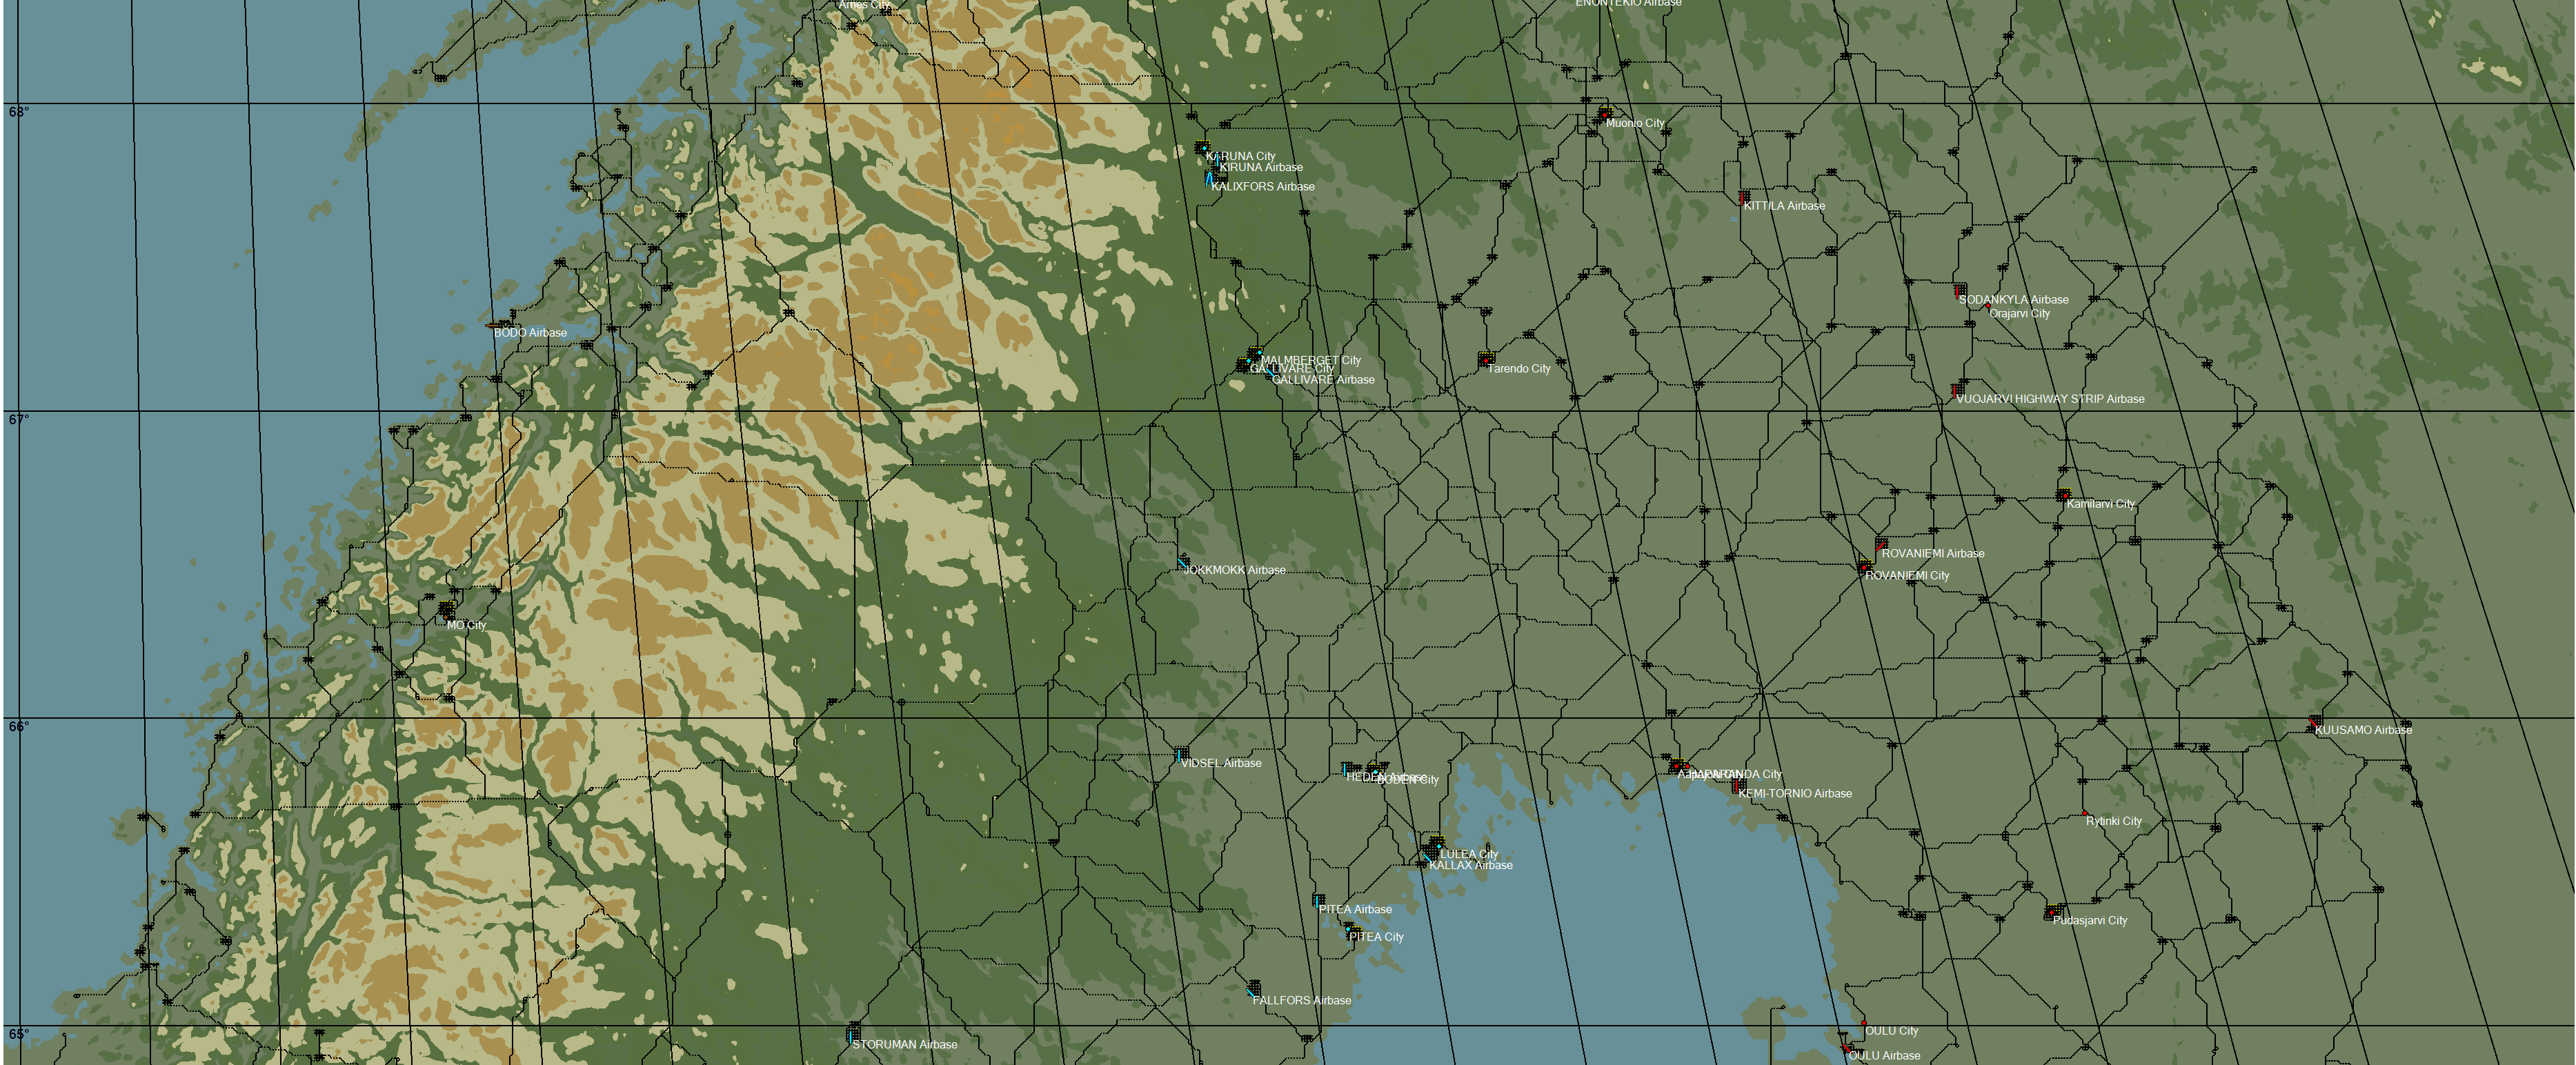 Ames City
ENONTEKIO Airbase
68°
Muonio City
KIRUNA City
KIRUNA Airbase
KALIXFORS Airbase
KITTILA Airbase
SODANKYLA Airbase
Orajarvi City
BODO Airbase
MALMBERGET City
GALLIVARE City
Tarendo City
GALLIVARE Airbase
VUOJARVI HIGHWAY STRIP Airbase
67°
Kamilarvi City
ROVANIEMI Airbase
JOKKMOKK Airbase
ROVANIEMI City
MO City
66°
KUUSAMO Airbase
VIDSEL Airbase
HEDEN Airbase
BODEN City
HAPARANDA City
KEMI-TORNIO Airbase
Rytinki City
LULEA City
KALLAX Airbase
PITEA Airbase
Pudasjarvi City
PITEA City
FALLFORS Airbase
65°
OULU City
STORUMAN Airbase
OULU Airbase